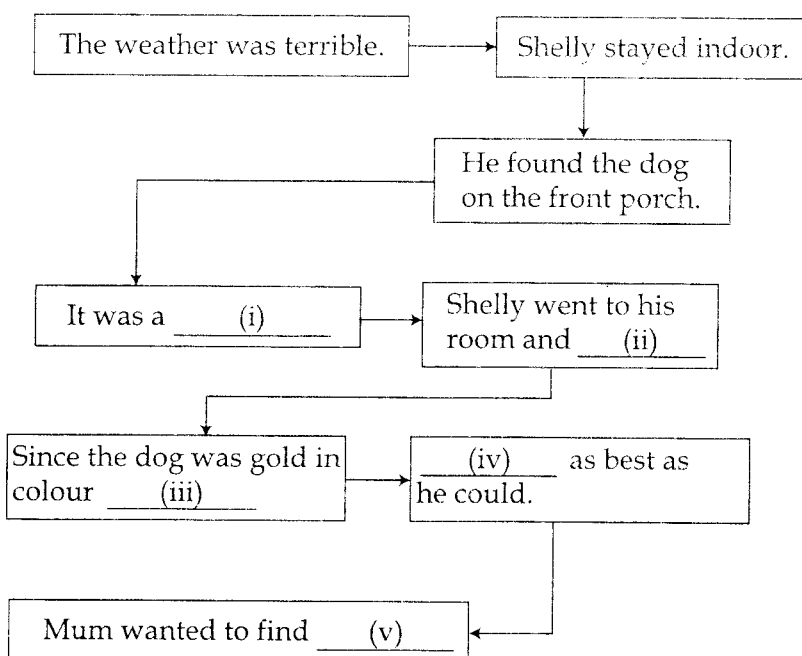 The weather was terrible.
Shelly stayed indoor.
He found the dog
on the front porch.
It was a (i)
Shelly went to his
room and (ii)
Since the dog was gold in
colour (iii)
(iv) as best as
he could.
Mum wanted to find (v)